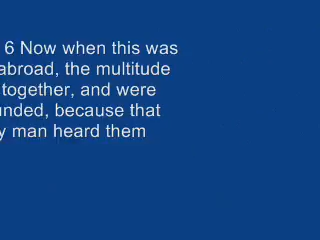 6 Now when this was
abroad, the multitude
together, and were
unded, because that
y man heard them